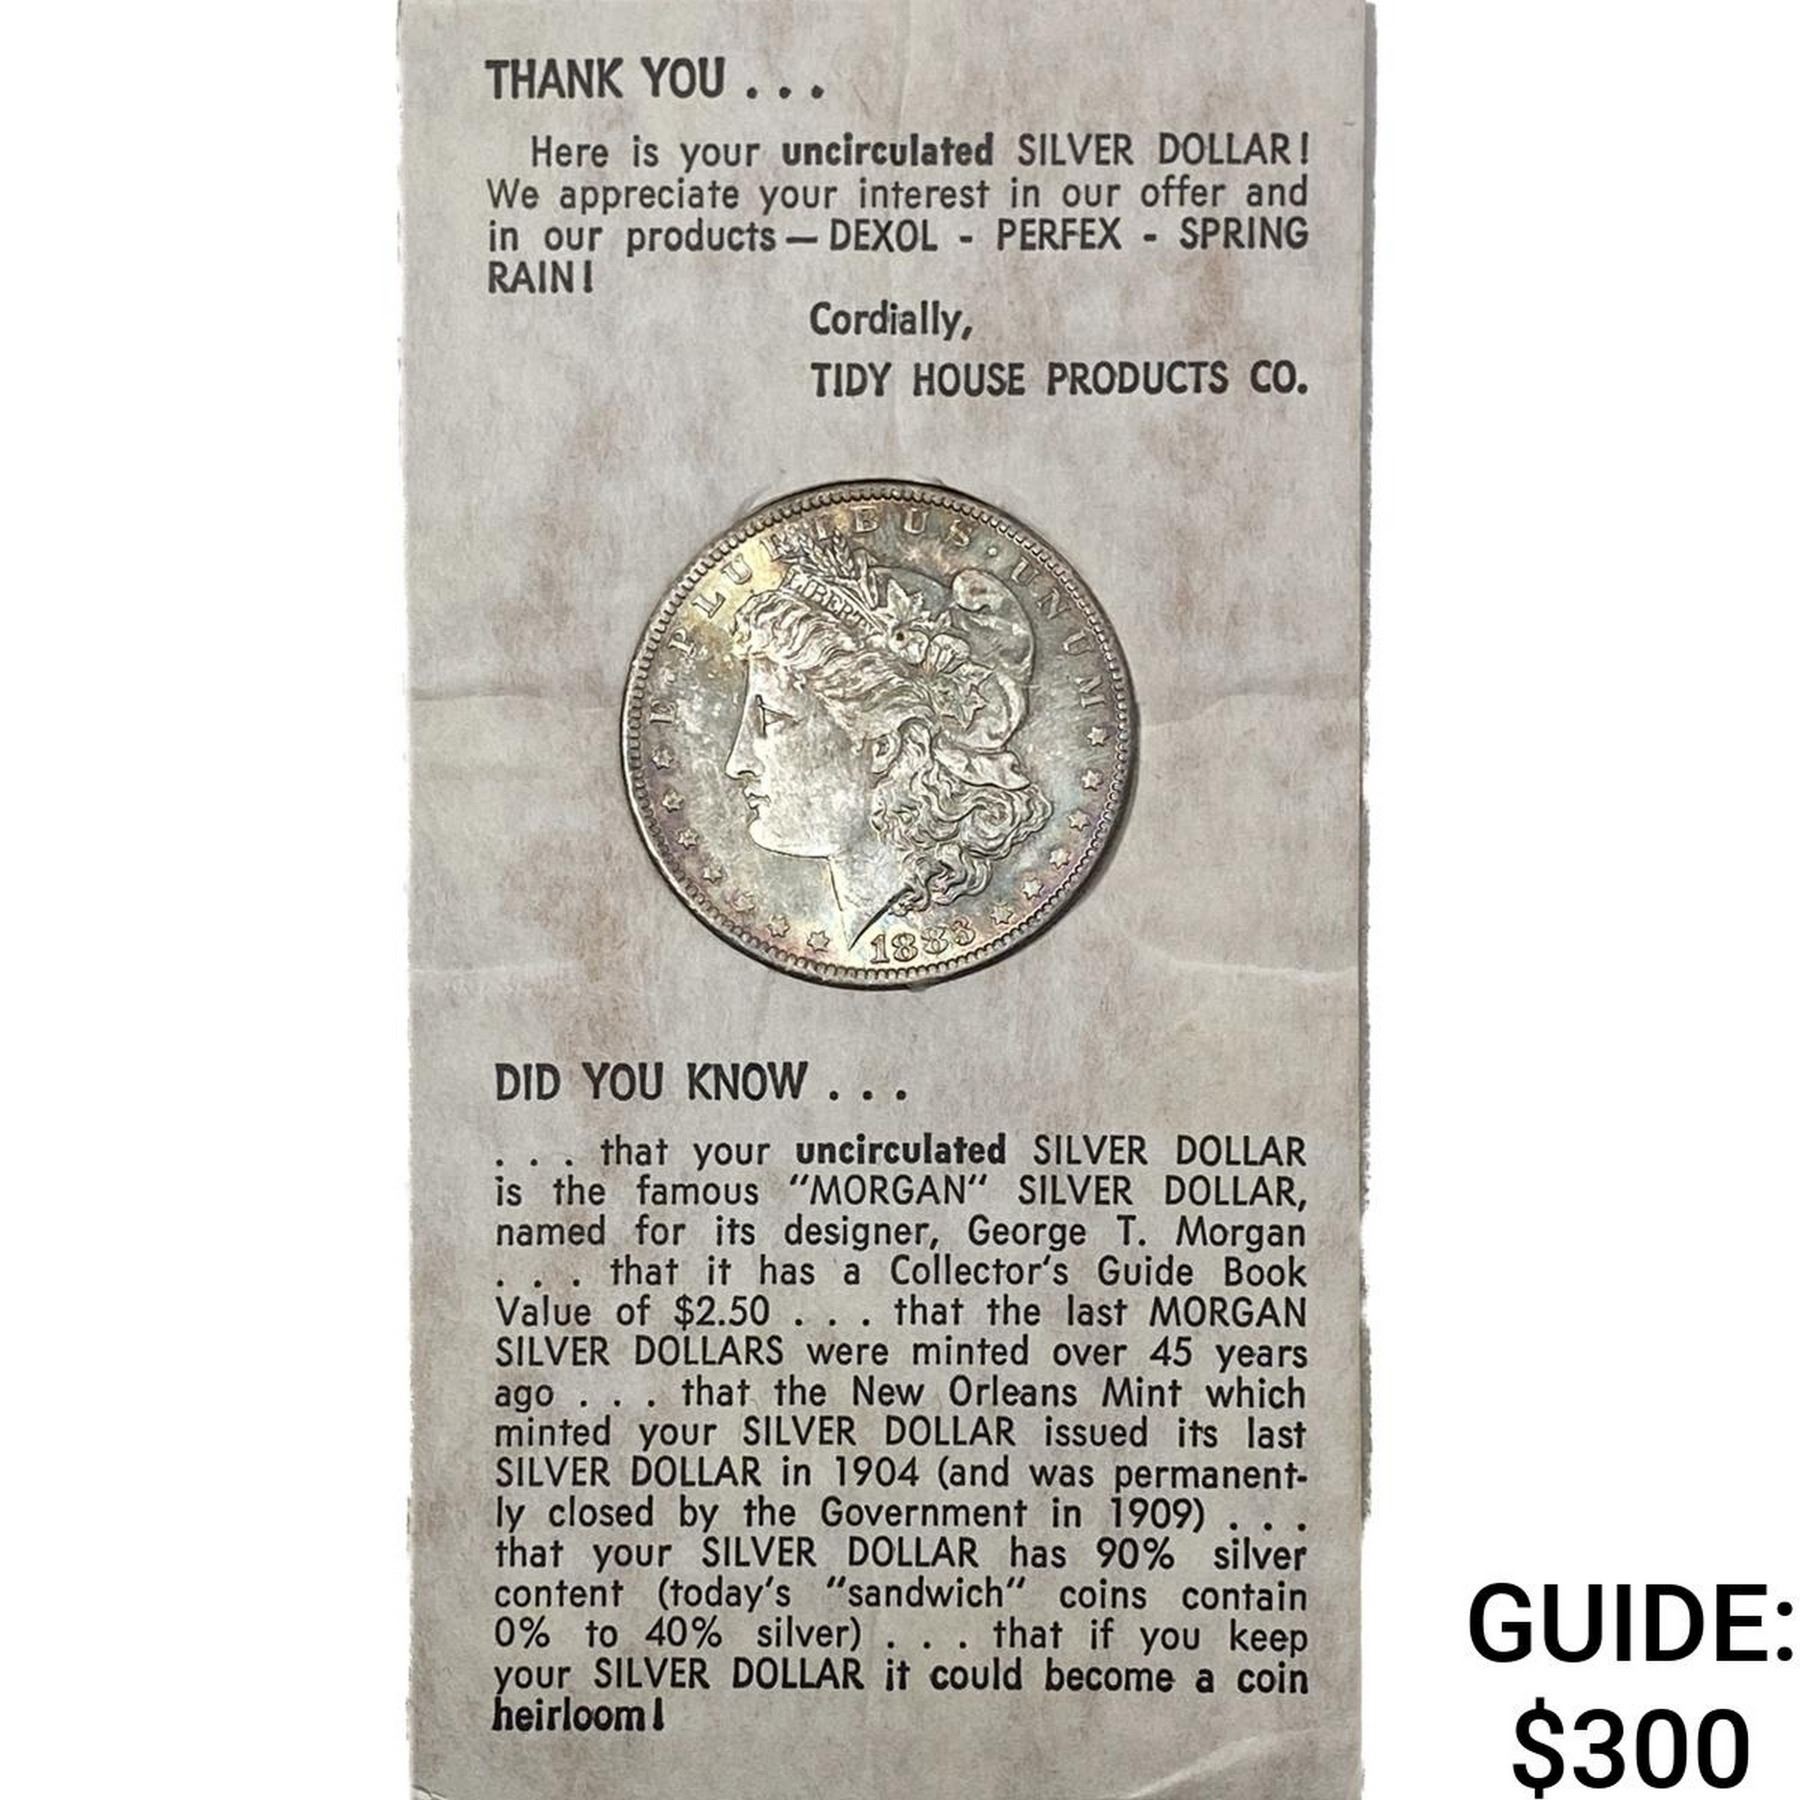 THANK YOU . . .
Here is your uncirculated SILVER DOLLAR!
We appreciate your interest in our offer and
in our products — DEXOL - PERFEX - SPRING
RAIN!
Cordially,
TIDY HOUSE PRODUCTS CO.
E · PLURIBUS · UNUM
LIBERTY
1883
DID YOU KNOW . . .
. . . that your uncirculated SILVER DOLLAR
is the famous "MORGAN" SILVER DOLLAR,
named for its designer, George T. Morgan
. . . that it has a Collector's Guide Book
Value of $2.50 . . . that the last MORGAN
SILVER DOLLARS were minted over 45 years
ago . . . that the New Orleans Mint which
minted your SILVER DOLLAR issued its last
SILVER DOLLAR in 1904 (and was permanent-
ly closed by the Government in 1909) . . .
that your SILVER DOLLAR has 90% silver
content (today's "sandwich" coins contain
0% to 40% silver) . . . that if you keep
your SILVER DOLLAR it could become a coin
heirloom!
GUIDE:
$300